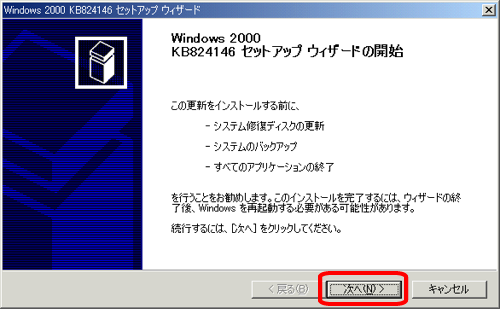 Windows 2000 KB824146 セットアップ ウィザード
Windows 2000
KB824146 セットアップ ウィザードの開始
この更新をインストールする前に、
- システム修復ディスクの更新
- システムのバックアップ
- すべてのアプリケーションの終了
を行うことをお勧めします。このインストールを完了するには、ウィザードの終
了後、Windows を再起動する必要がある可能性があります。
続行するには、[次へ] をクリックしてください。
< 戻る(B)
次へ(N) >
キャンセル